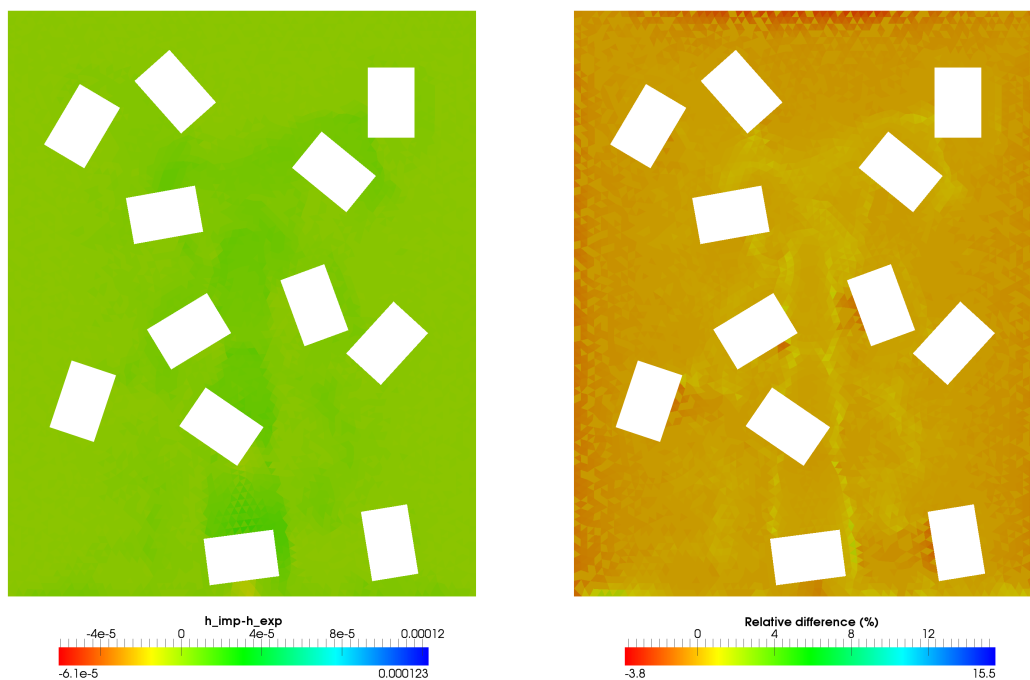 h_imp-h_exp
-4e-5 0 4e-5 8e-5 0.00012
-6.1e-5 0.000123
Relative difference (%)
0 4 8 12
-3.8 15.5